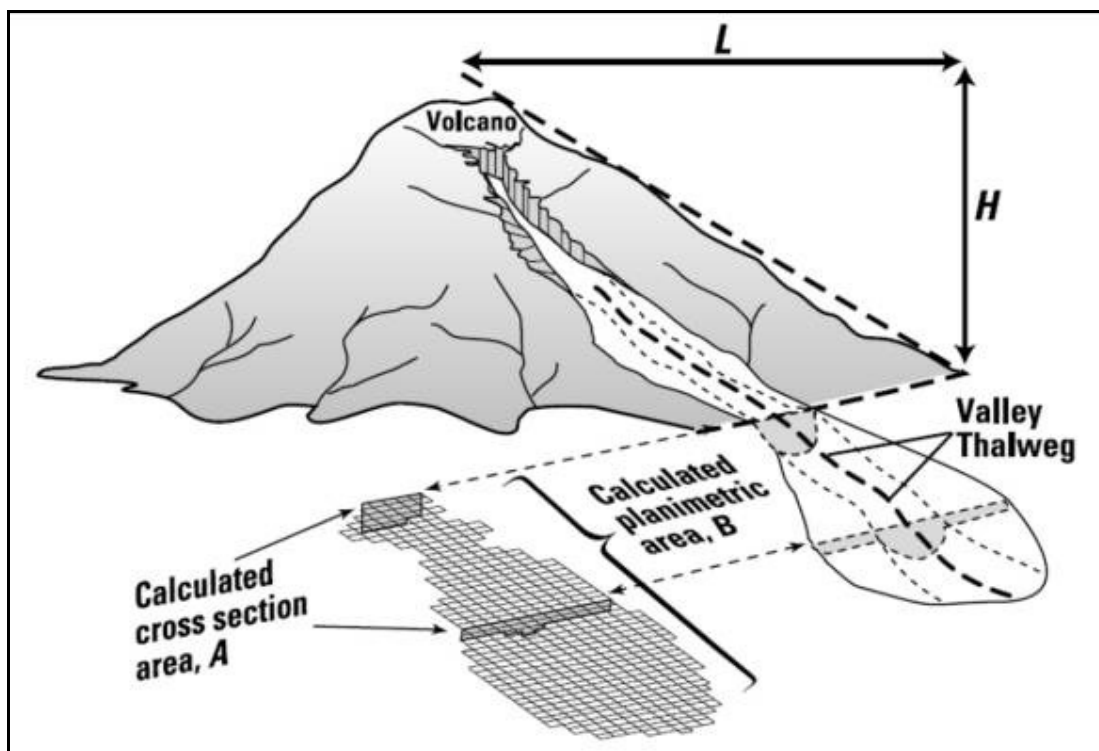 L
Volcano
H
Valley
Thalweg
Calculated
planimetric
area, B
Calculated
cross section
area, A